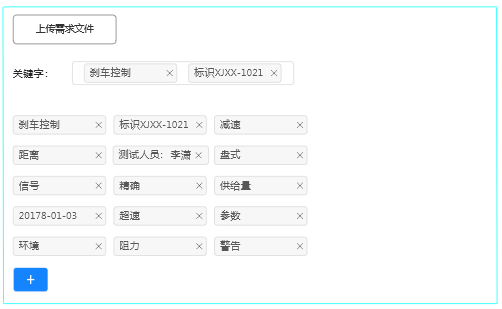 上传需求文件
关键字： 刹车控制 × 标识XJXX-1021 ×
刹车控制 × 标识XJXX-1021 × 减速 ×
距离 × 测试人员：李潇 × 盘式 ×
信号 × 精确 × 供给量 ×
20178-01-03 × 超速 × 参数 ×
环境 × 阻力 × 警告 ×
+